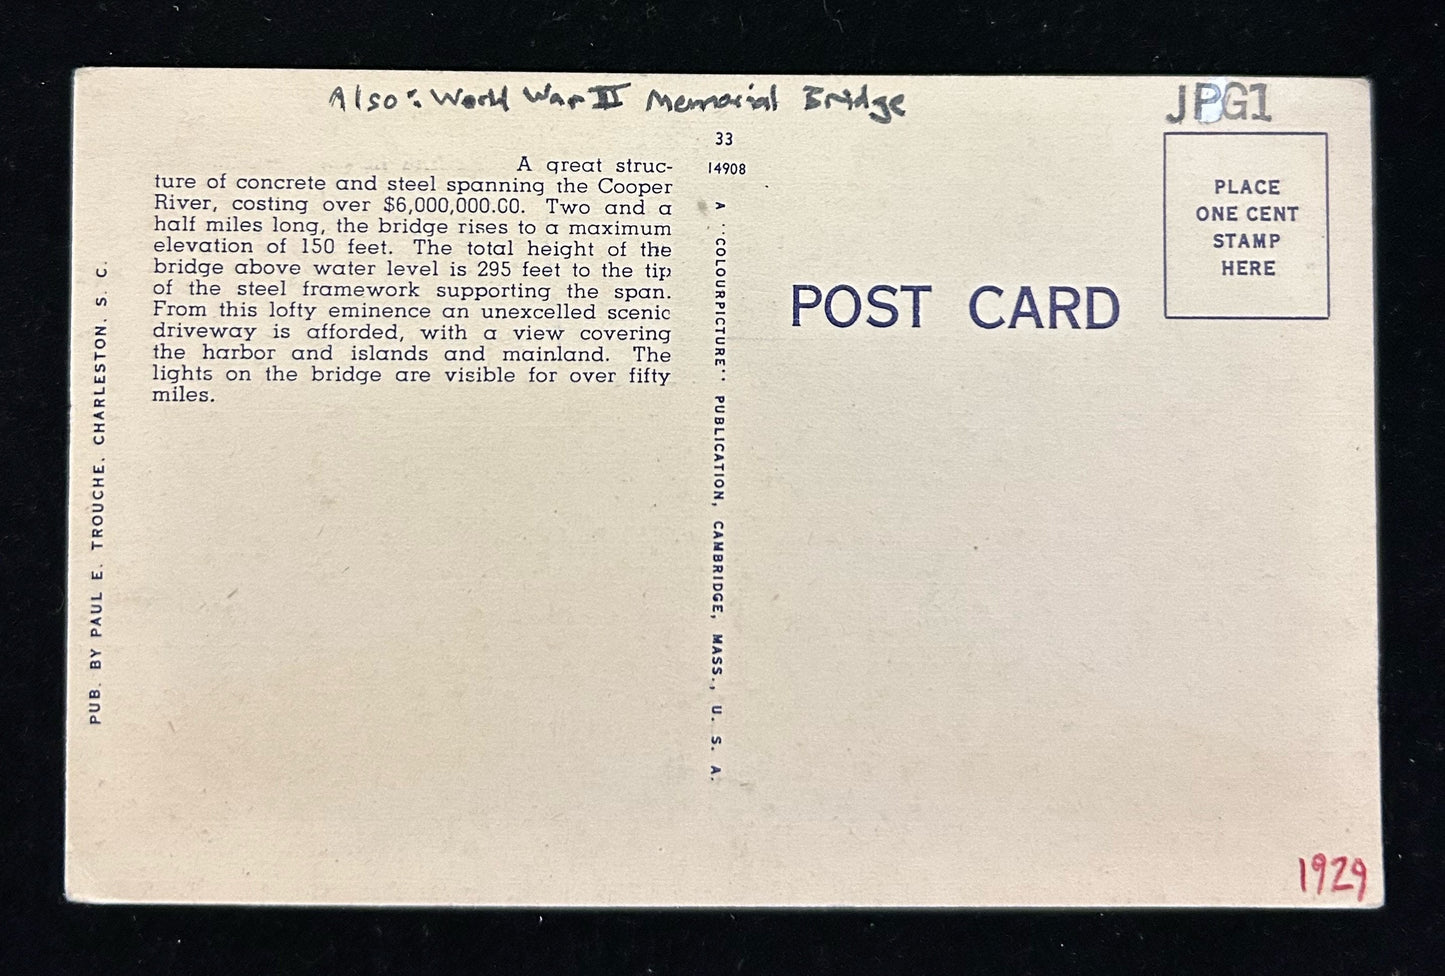 Also: World War II Memorial Bridge
JPG1
33
14908
A great struc-
ture of concrete and steel spanning the Cooper
River, costing over $6,000,000.C0. Two and a
half miles long, the bridge rises to a maximum
elevation of 150 feet. The total height of the
bridge above water level is 295 feet to the tip
of the steel framework supporting the span.
From this lofty eminence an unexcelled scenic
driveway is afforded, with a view covering
the harbor and islands and mainland. The
lights on the bridge are visible for over fifty
miles.
PUB. BY PAUL E. TROUCHE, CHARLESTON, S. C.
A "COLOURPICTURE" PUBLICATION, CAMBRIDGE, MASS., U. S. A.
POST CARD
PLACE
ONE CENT
STAMP
HERE
1929